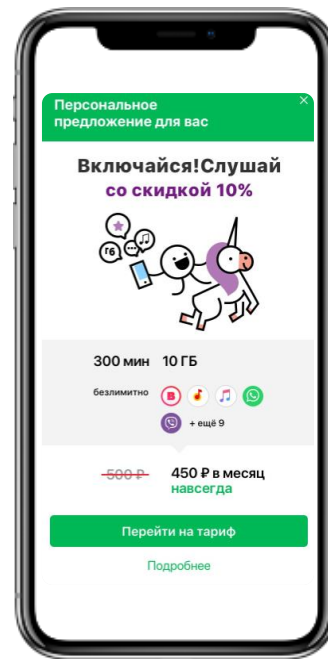 Персональное
предложение для вас
Включайся!Слушай
со скидкой 10%
Гб
300 мин 10 ГБ
безлимитно
B
+ ещё 9
500 ₽ 450 ₽ в месяц
навсегда
Перейти на тариф
Подробнее